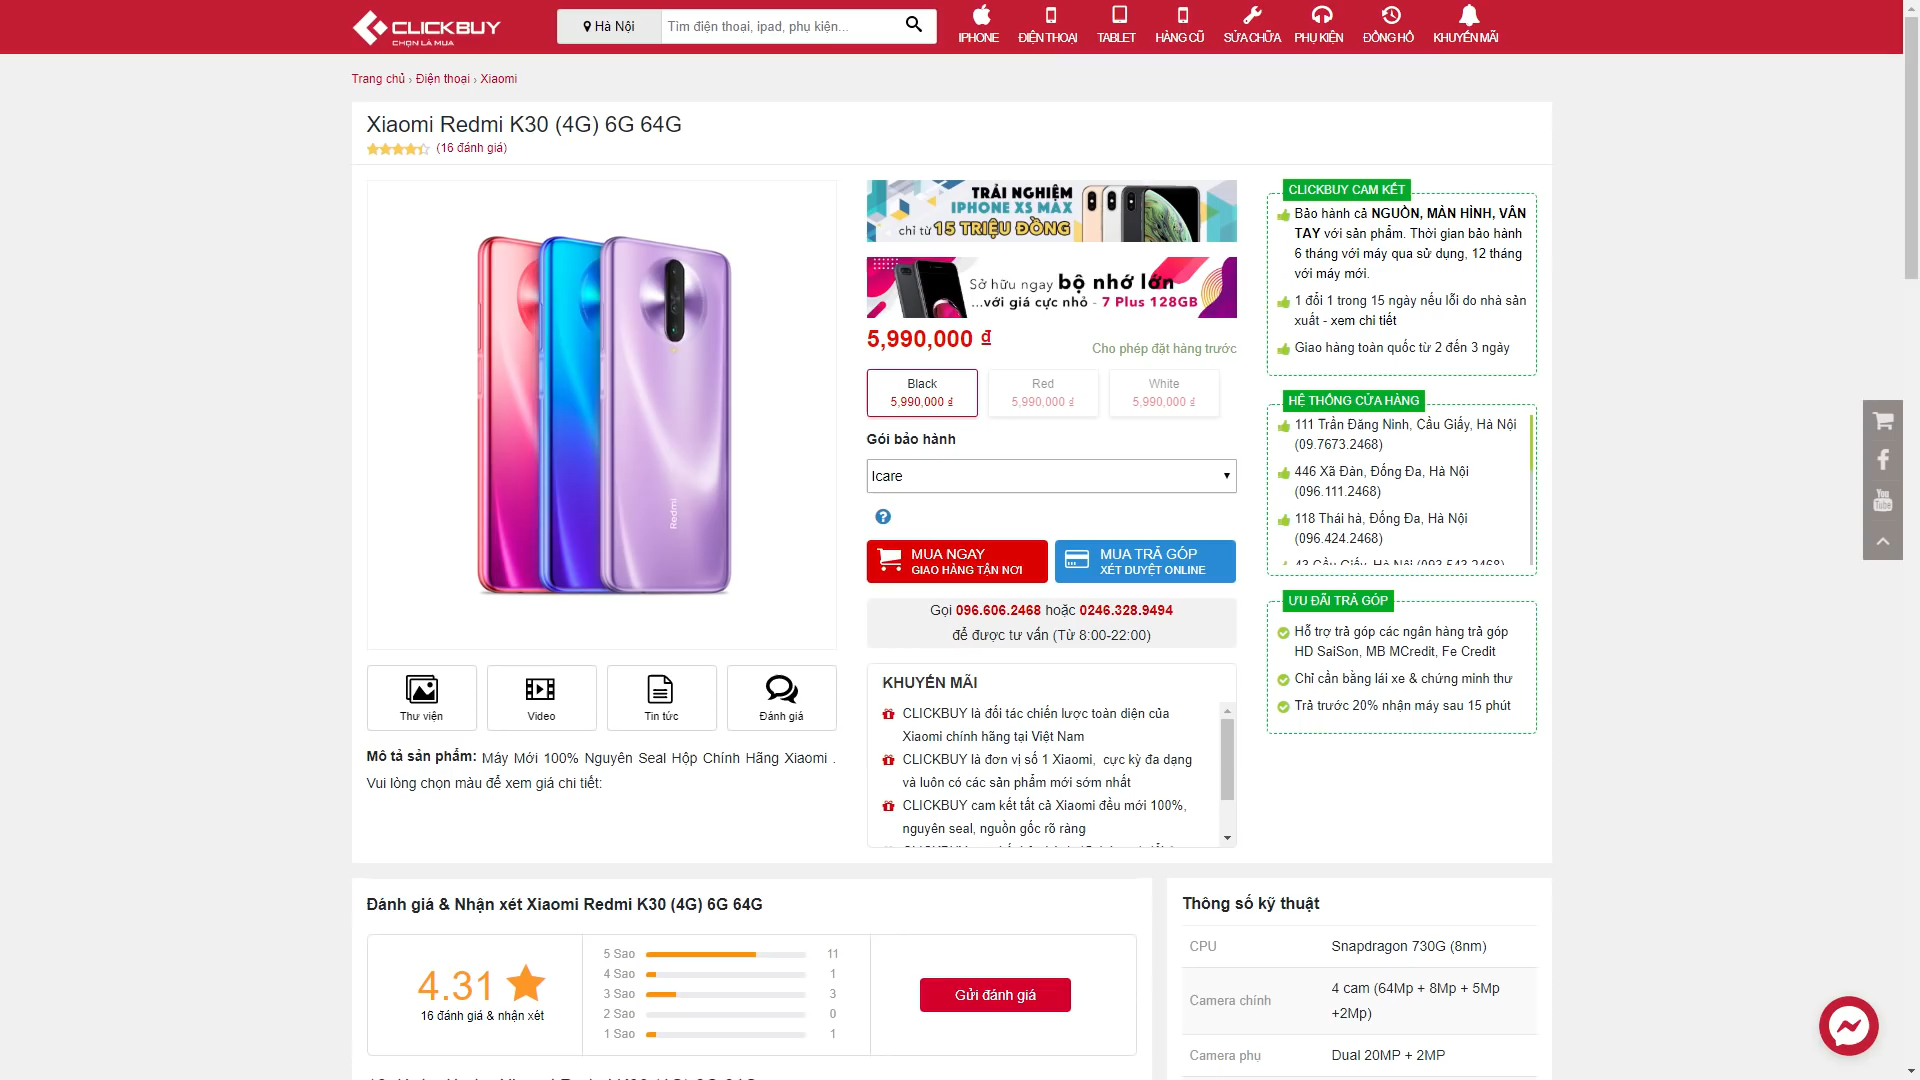 CLICKBUY
CHỌN LÀ MUA
Hà Nội
Tìm điện thoại, ipad, phụ kiện...
IPHONE
ĐIỆN THOẠI
TABLET
HÀNG CŨ
SỬA CHỮA
PHỤ KIỆN
ĐỒNG HỒ
KHUYẾN MÃI
Trang chủ › Điện thoại › Xiaomi
Xiaomi Redmi K30 (4G) 6G 64G
(16 đánh giá)
Redmi
Thư viện
Video
Tin tức
Đánh giá
Mô tả sản phẩm: Máy Mới 100% Nguyên Seal Hộp Chính Hãng Xiaomi .
Vui lòng chọn màu để xem giá chi tiết:
TRẢI NGHIỆM
IPHONE XS MAX
chỉ từ 15 TRIỆU ĐỒNG
Sở hữu ngay bộ nhớ lớn
...với giá cực nhỏ - 7 Plus 128GB
5,990,000 ₫
Cho phép đặt hàng trước
Black
5,990,000 ₫
Red
5,990,000 ₫
White
5,990,000 ₫
Gói bảo hành
Icare
MUA NGAY
GIAO HÀNG TẬN NƠI
MUA TRẢ GÓP
XÉT DUYỆT ONLINE
Gọi 096.606.2468 hoặc 0246.328.9494
để được tư vấn (Từ 8:00-22:00)
KHUYẾN MÃI
CLICKBUY là đối tác chiến lược toàn diện của
Xiaomi chính hãng tại Việt Nam
CLICKBUY là đơn vị số 1 Xiaomi, cực kỳ đa dạng
và luôn có các sản phẩm mới sớm nhất
CLICKBUY cam kết tất cả Xiaomi đều mới 100%,
nguyên seal, nguồn gốc rõ ràng
CLICKBUY CAM KẾT
Bảo hành cả NGUỒN, MÀN HÌNH, VÂN
TAY với sản phẩm. Thời gian bảo hành
6 tháng với máy qua sử dụng, 12 tháng
với máy mới.
1 đổi 1 trong 15 ngày nếu lỗi do nhà sản
xuất - xem chi tiết
Giao hàng toàn quốc từ 2 đến 3 ngày
HỆ THỐNG CỬA HÀNG
111 Trần Đăng Ninh, Cầu Giấy, Hà Nội
(09.7673.2468)
446 Xã Đàn, Đống Đa, Hà Nội
(096.111.2468)
118 Thái hà, Đống Đa, Hà Nội
(096.424.2468)
43 Cầu Giấy, Hà Nội (093.543.2468)
ƯU ĐÃI TRẢ GÓP
Hỗ trợ trả góp các ngân hàng trả góp
HD SaiSon, MB MCredit, Fe Credit
Chỉ cần bằng lái xe & chứng minh thư
Trả trước 20% nhận máy sau 15 phút
You
Tube
Đánh giá & Nhận xét Xiaomi Redmi K30 (4G) 6G 64G
4.31
16 đánh giá & nhận xét
5 Sao 11
4 Sao 1
3 Sao 3
2 Sao 0
1 Sao 1
Gửi đánh giá
Thông số kỹ thuật
CPU Snapdragon 730G (8nm)
Camera chính 4 cam (64Mp + 8Mp + 5Mp
+2Mp)
Camera phụ Dual 20MP + 2MP